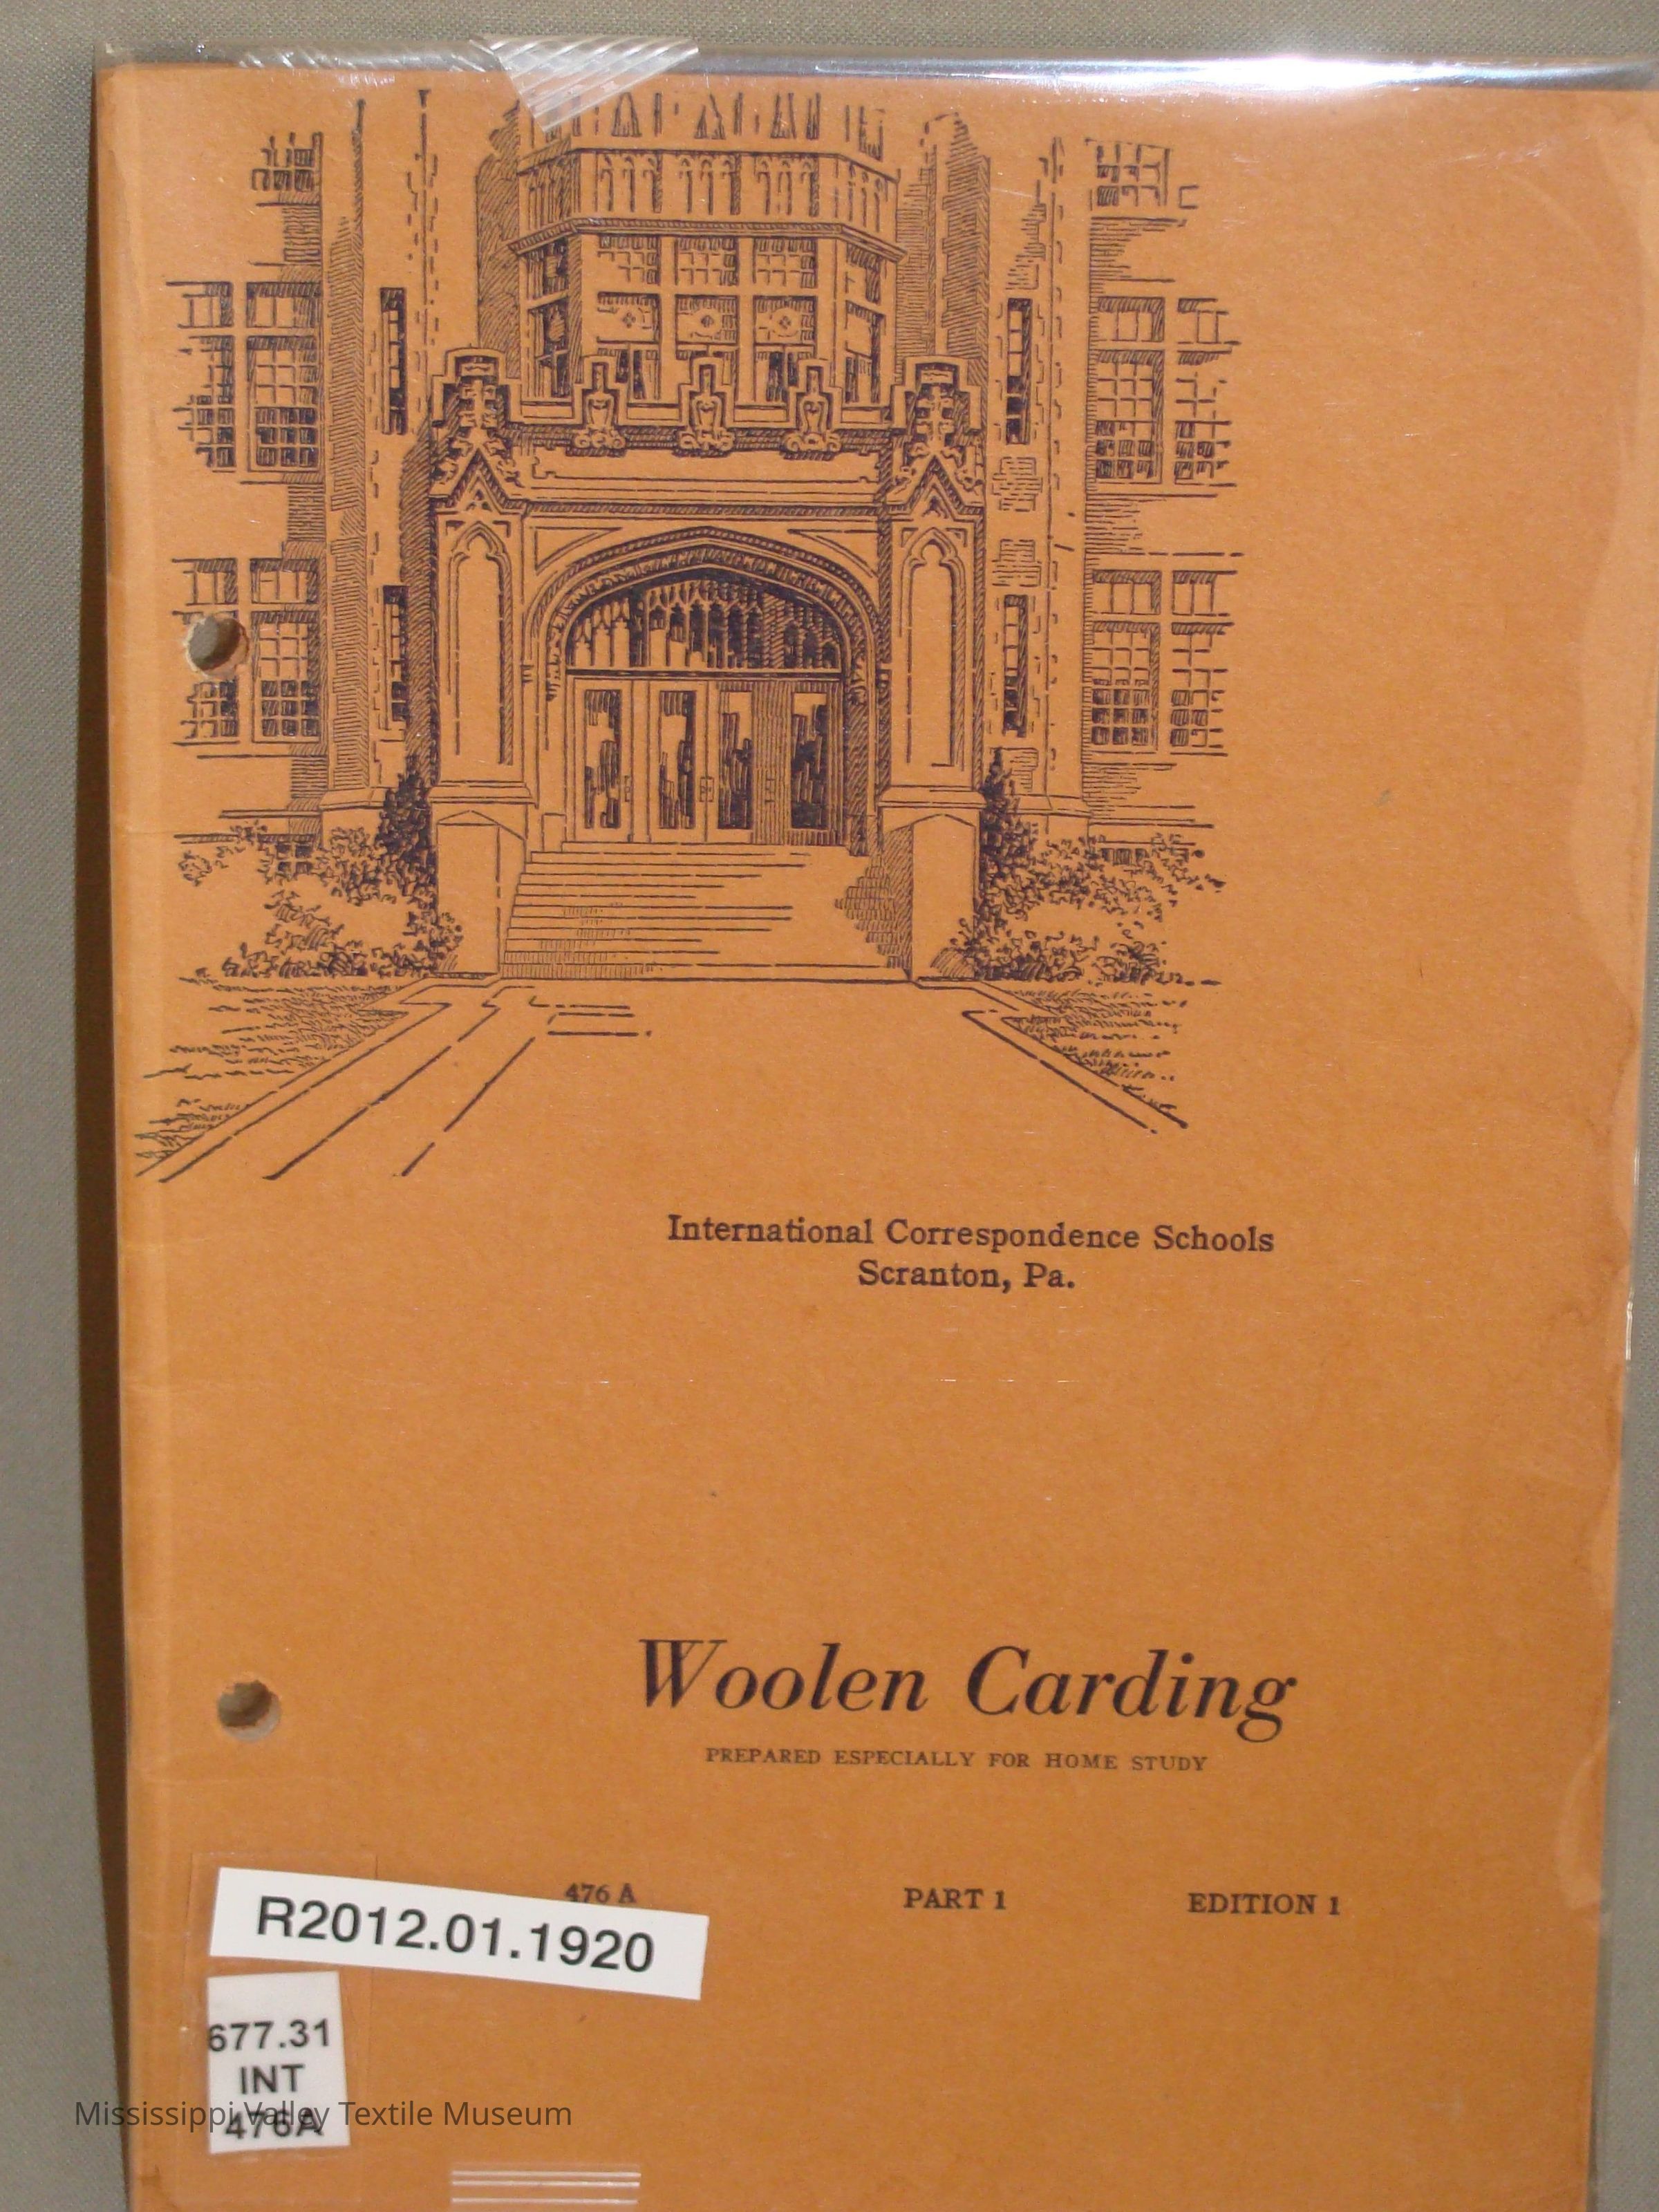 International Correspondence Schools
Scranton, Pa.
Woolen Carding
PREPARED ESPECIALLY FOR HOME STUDY
476 A PART 1 EDITION 1
R2012.01.1920
677.31
INT
476A
Mississippi Valley Textile Museum